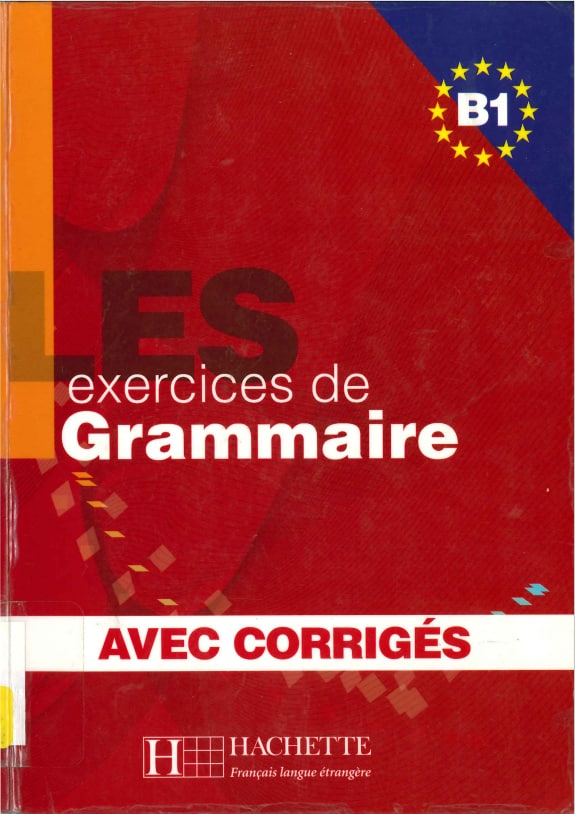 B1
LES
exercices de
Grammaire
AVEC CORRIGÉS
H HACHETTE
Français langue étrangère